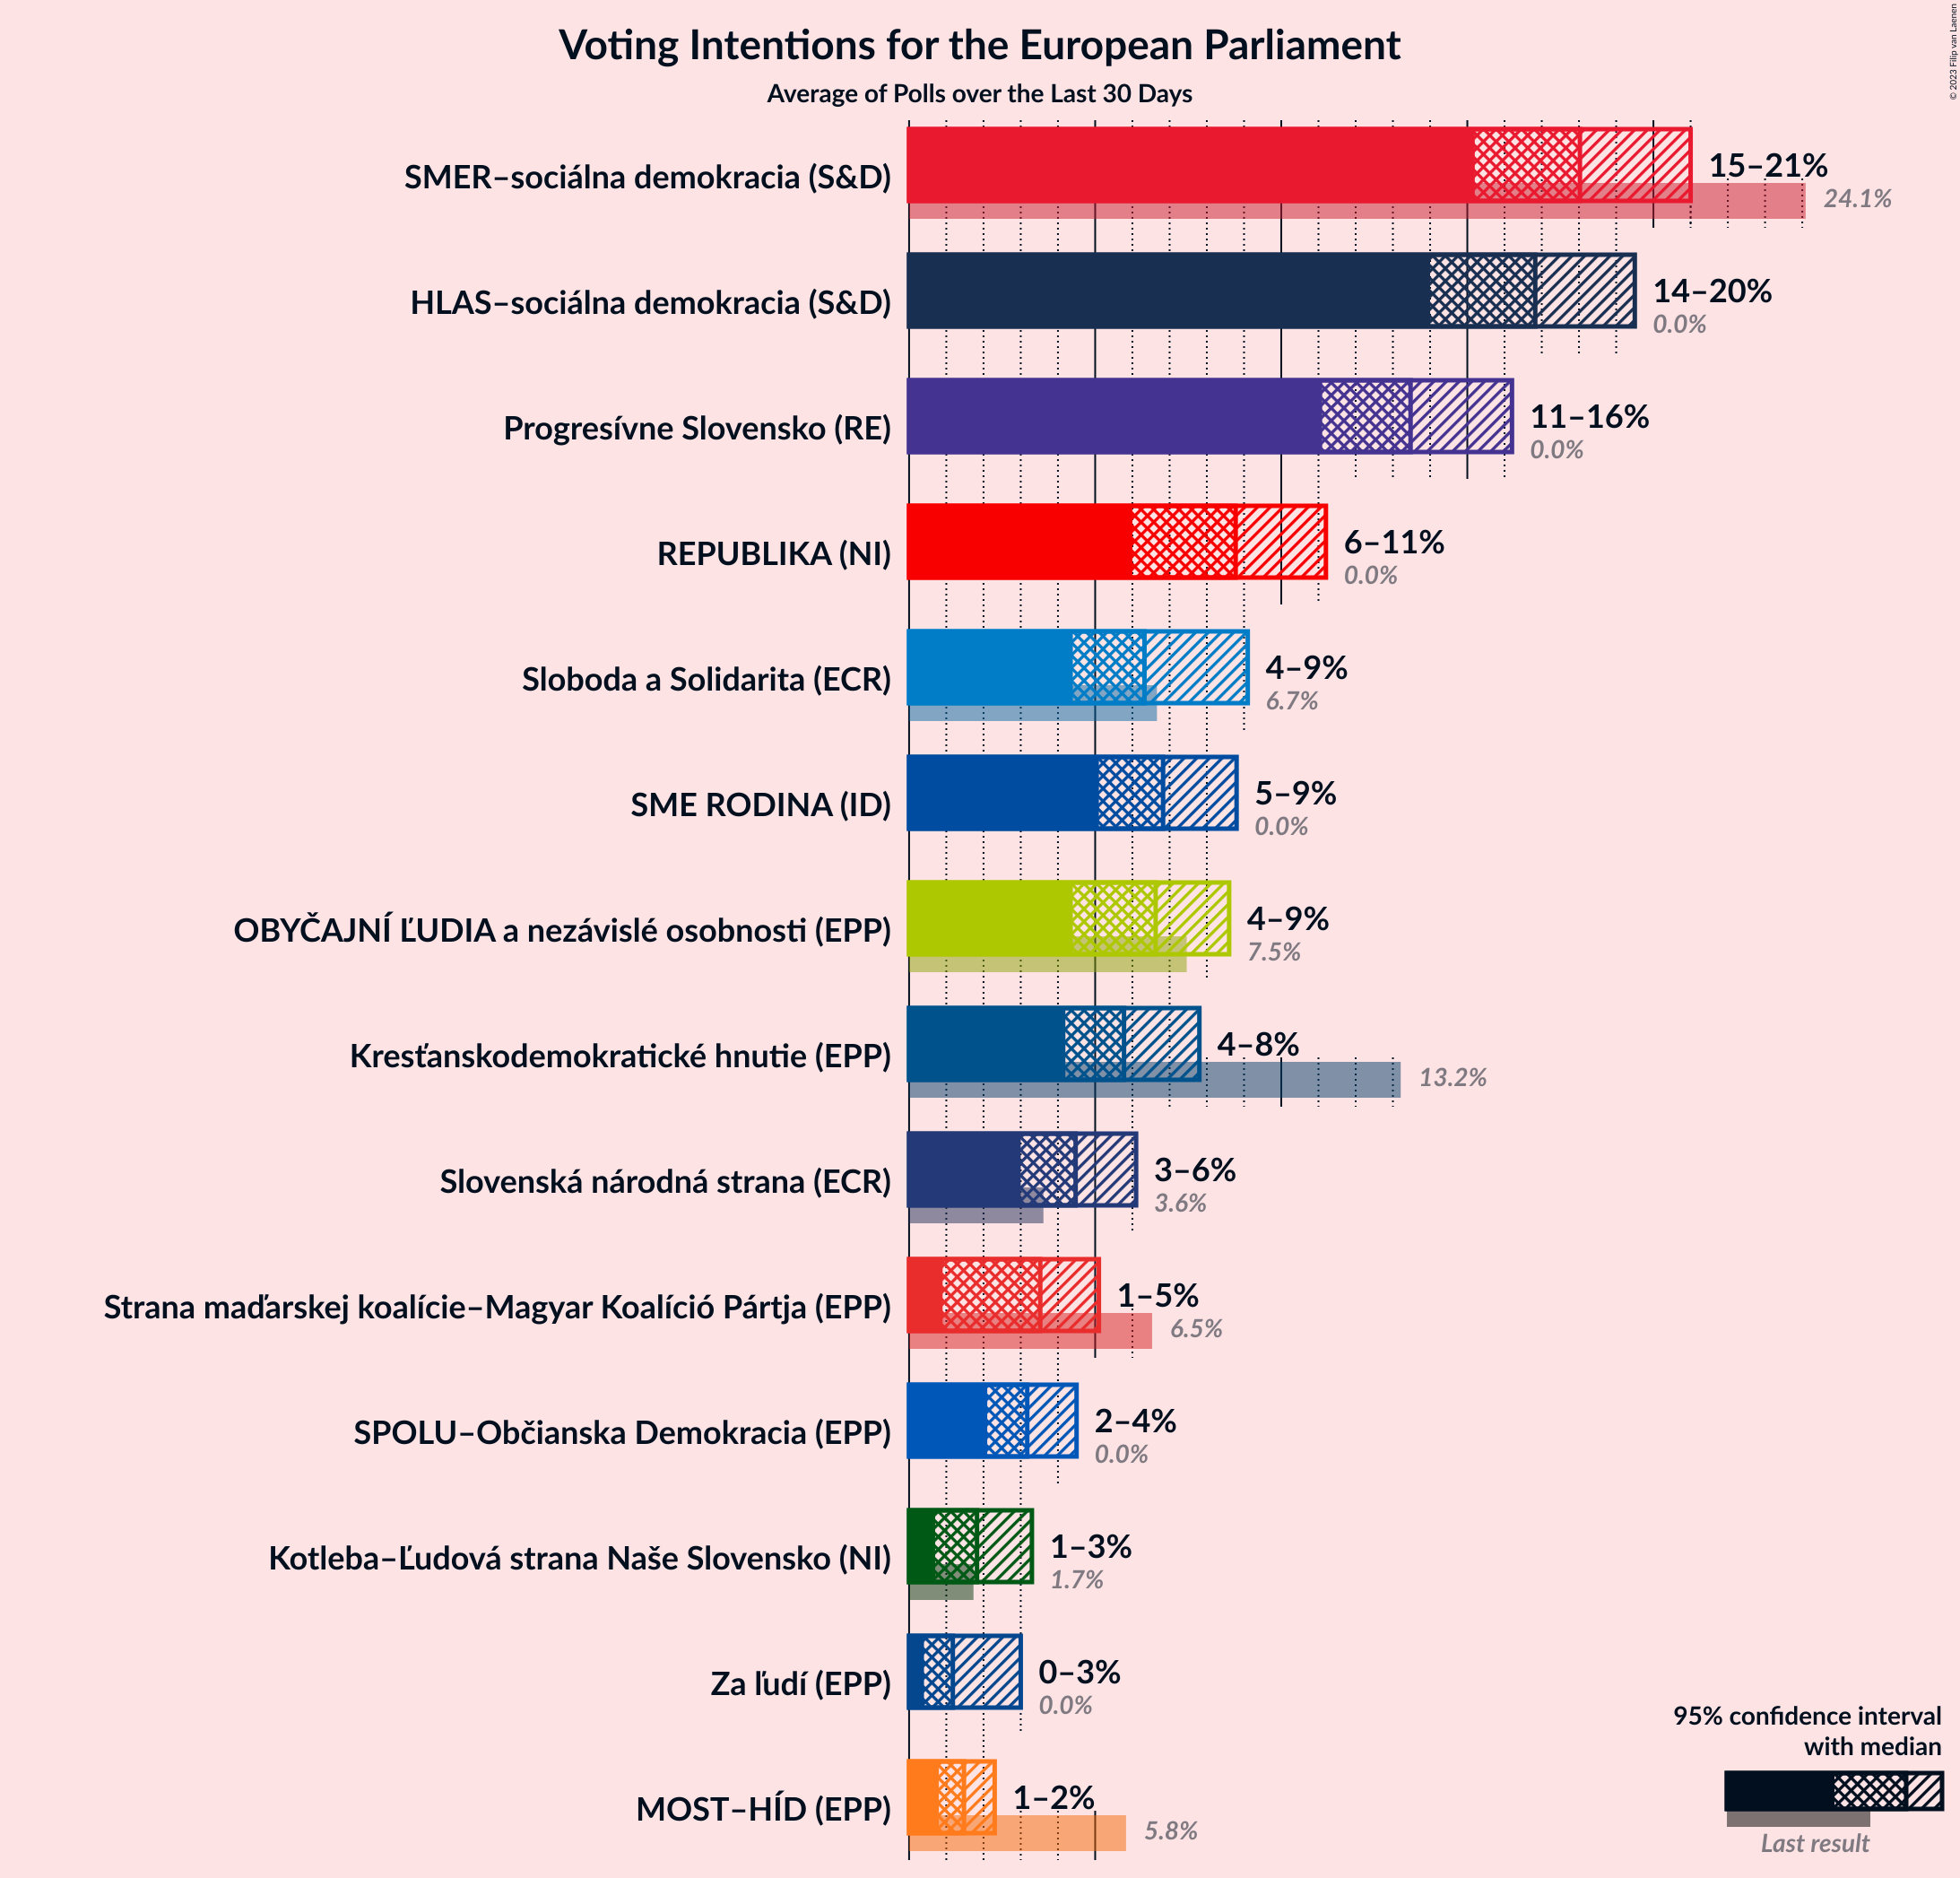 © 2023 Filip van Laenen
Voting Intentions for the European Parliament
Average of Polls over the Last 30 Days
SMER–sociálna demokracia (S&D)
15–21%
24.1%
HLAS–sociálna demokracia (S&D)
14–20%
0.0%
Progresívne Slovensko (RE)
11–16%
0.0%
REPUBLIKA (NI)
6–11%
0.0%
Sloboda a Solidarita (ECR)
4–9%
6.7%
SME RODINA (ID)
5–9%
0.0%
OBYČAJNÍ ĽUDIA a nezávislé osobnosti (EPP)
4–9%
7.5%
Kresťanskodemokratické hnutie (EPP)
4–8%
13.2%
Slovenská národná strana (ECR)
3–6%
3.6%
Strana maďarskej koalície–Magyar Koalíció Pártja (EPP)
1–5%
6.5%
SPOLU–Občianska Demokracia (EPP)
2–4%
0.0%
Kotleba–Ľudová strana Naše Slovensko (NI)
1–3%
1.7%
Za ľudí (EPP)
0–3%
0.0%
MOST–HÍD (EPP)
1–2%
5.8%
95% confidence interval
with median
Last result